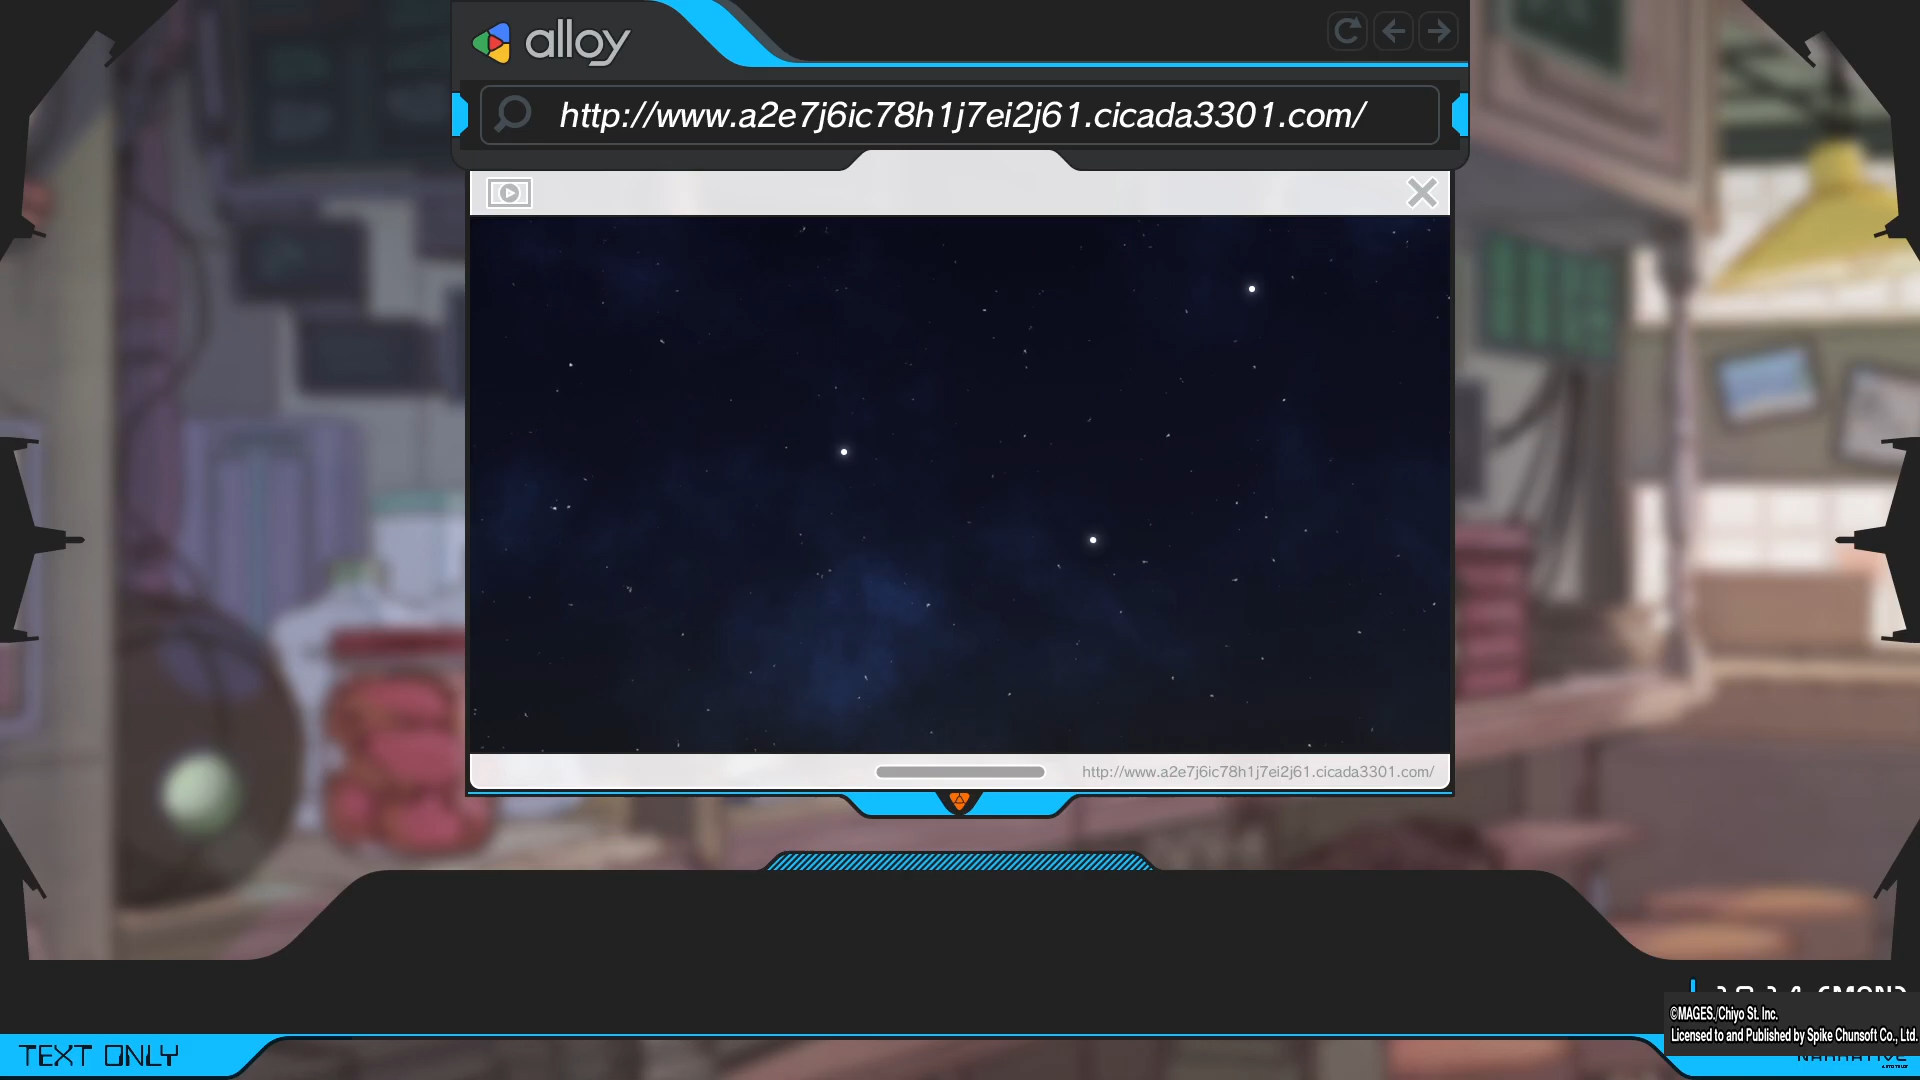 alloy
http://www.a2e7j6ic78h1j7ei2j61.cicada3301.com/
http://www.a2e7j6ic78h1j7ei2j61.cicada3301.com/
©MAGES./Chiyo St. Inc.
Licensed to and Published by Spike Chunsoft Co., Ltd.
TEXT ONLY